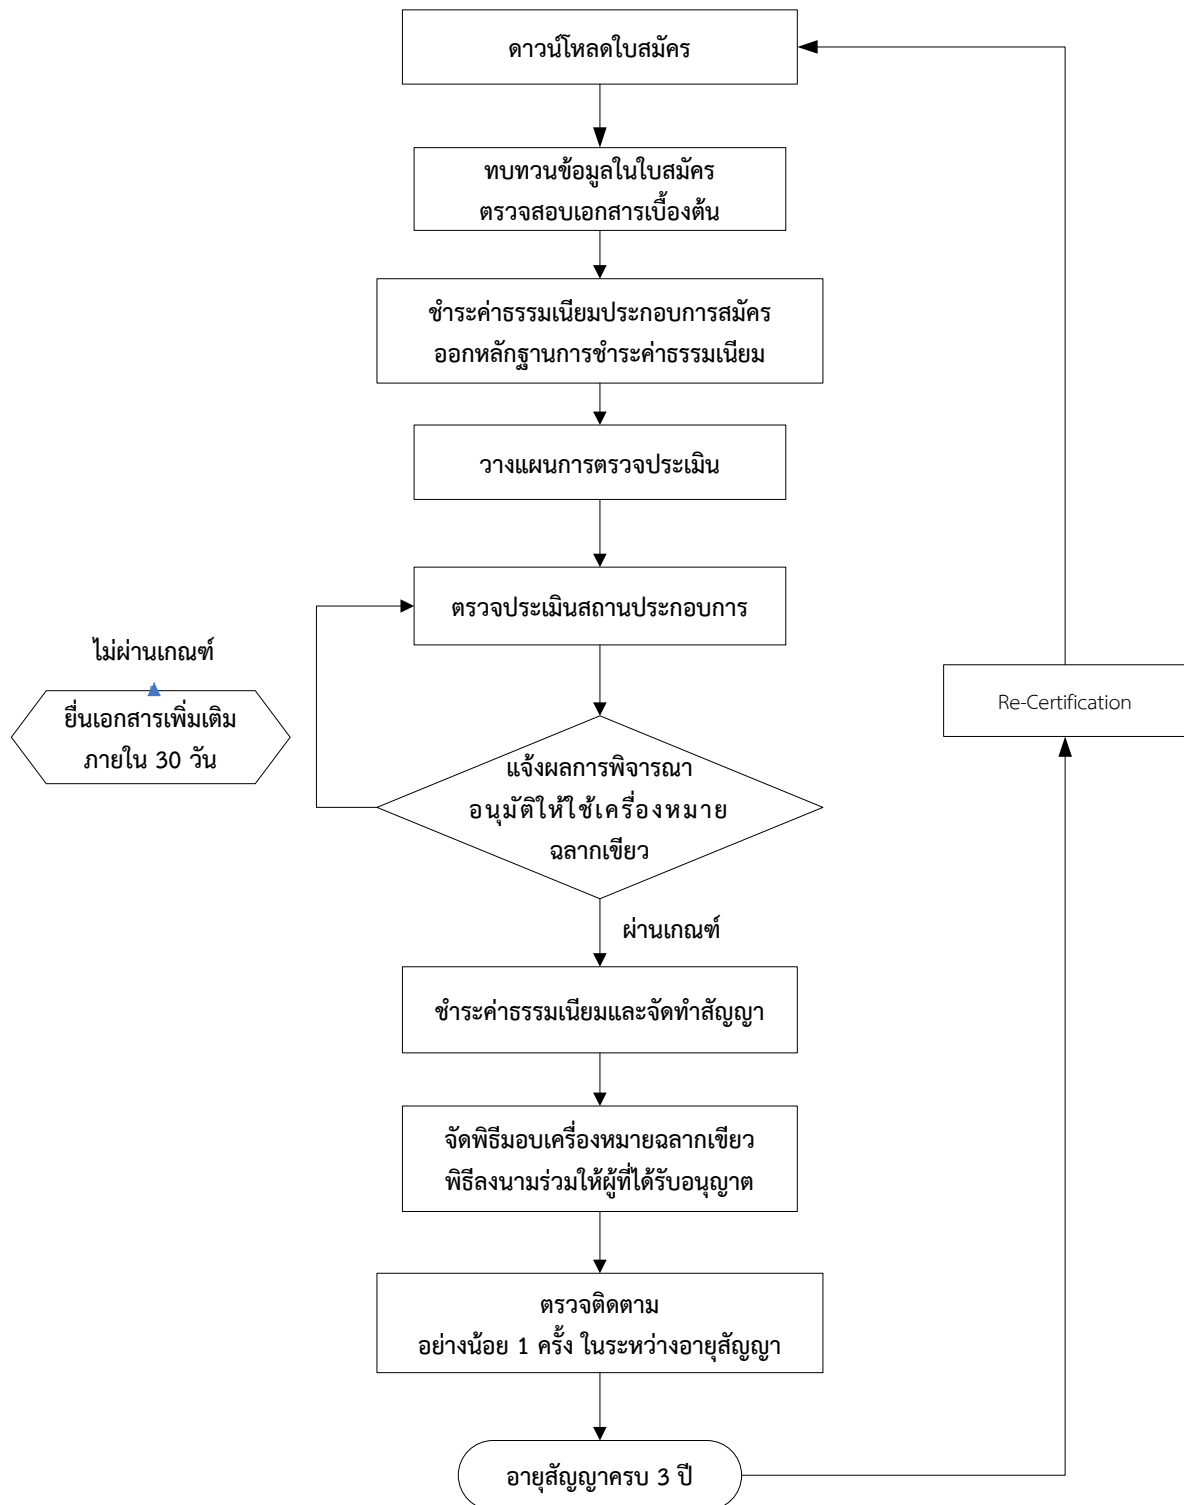 ดาวน์โหลดใบสมัคร
ทบทวนข้อมูลในใบสมัคร
ตรวจสอบเอกสารเบื้องต้น
ชำระค่าธรรมเนียมประกอบการสมัคร
ออกหลักฐานการชำระค่าธรรมเนียม
วางแผนการตรวจประเมิน
ตรวจประเมินสถานประกอบการ
ไม่ผ่านเกณฑ์
ยื่นเอกสารเพิ่มเติม
ภายใน 30 วัน
Re-Certification
แจ้งผลการพิจารณา
อนุมัติให้ใช้เครื่องหมาย
ฉลากเขียว
ผ่านเกณฑ์
ชำระค่าธรรมเนียมและจัดทำสัญญา
จัดพิธีมอบเครื่องหมายฉลากเขียว
พิธีลงนามร่วมให้ผู้ที่ได้รับอนุญาต
ตรวจติดตาม
อย่างน้อย 1 ครั้ง ในระหว่างอายุสัญญา
อายุสัญญาครบ 3 ปี